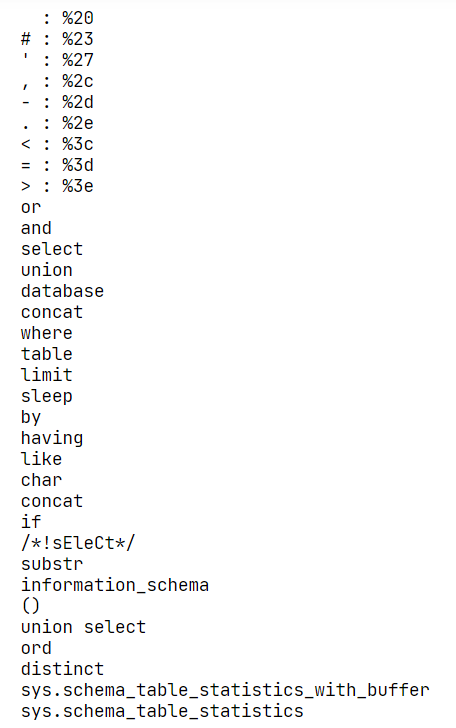 : %20
# : %23
' : %27
, : %2c
- : %2d
. : %2e
< : %3c
= : %3d
> : %3e
or
and
select
union
database
concat
where
table
limit
sleep
by
having
like
char
concat
if
/*!sEleCt*/
substr
information_schema
()
union select
ord
distinct
sys.schema_table_statistics_with_buffer
sys.schema_table_statistics